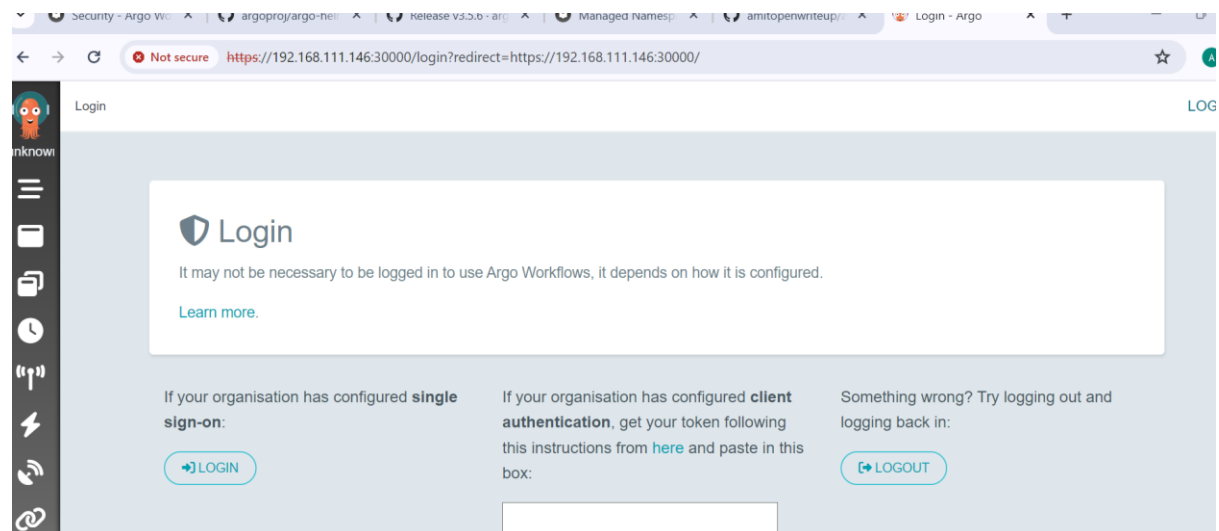 Security - Argo Wo
argoproj/argo-hel
Release v3.5.6 · arg
Managed Namesp
amitopenwriteup/
Login - Argo
Not secure
https://192.168.111.146:30000/login?redirect=https://192.168.111.146:30000/
A
Login
LOG
nknow
Login
It may not be necessary to be logged in to use Argo Workflows, it depends on how it is configured.
Learn more.
If your organisation has configured single
sign-on:
LOGIN
If your organisation has configured client
authentication, get your token following
this instructions from here and paste in this
box:
Something wrong? Try logging out and
logging back in:
LOGOUT